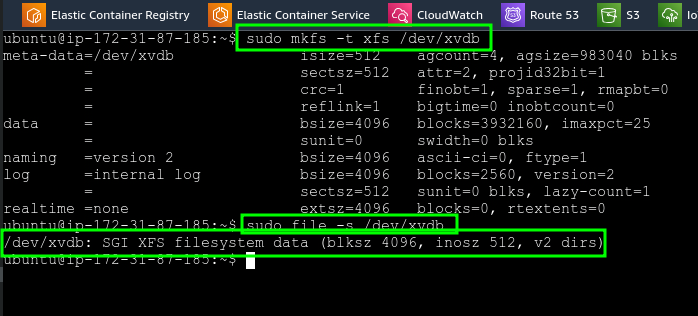 Elastic Container Registry Elastic Container Service CloudWatch Route 53 S3
ubuntu@ip-172-31-87-185:~$ sudo mkfs -t xfs /dev/xvdb
meta-data=/dev/xvdb isize=512 agcount=4, agsize=983040 blks
= sectsz=512 attr=2, projid32bit=1
= crc=1 finobt=1, sparse=1, rmapbt=0
= reflink=1 bigtime=0 inobtcount=0
data = bsize=4096 blocks=3932160, imaxpct=25
= sunit=0 swidth=0 blks
naming =version 2 bsize=4096 ascii-ci=0, ftype=1
log =internal log bsize=4096 blocks=2560, version=2
= sectsz=512 sunit=0 blks, lazy-count=1
realtime =none extsz=4096 blocks=0, rtextents=0
ubuntu@ip-172-31-87-185:~$ sudo file -s /dev/xvdb
/dev/xvdb: SGI XFS filesystem data (blksz 4096, inosz 512, v2 dirs)
ubuntu@ip-172-31-87-185:~$